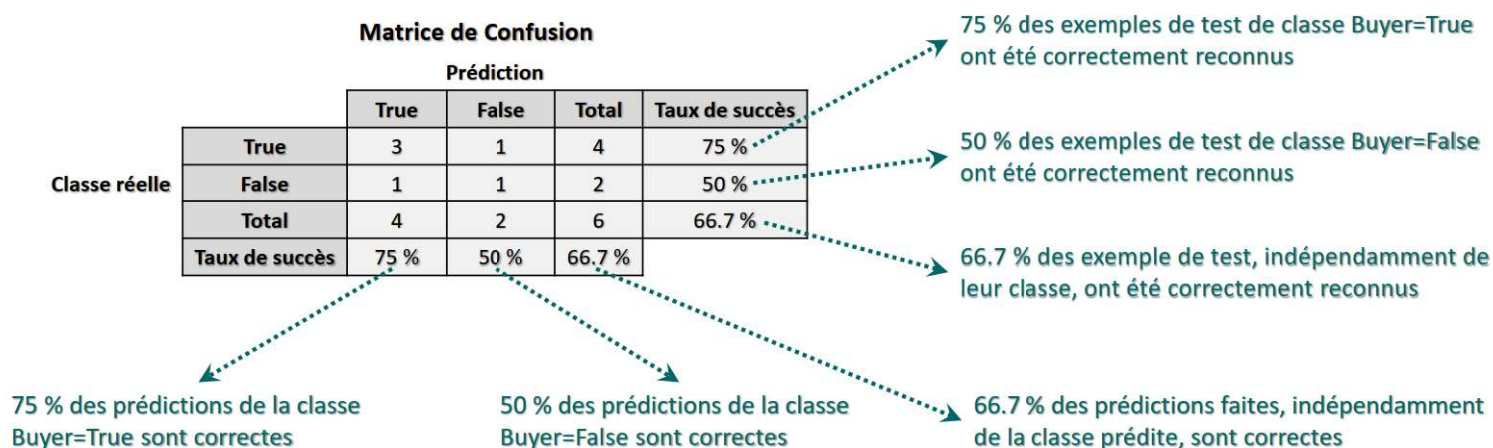 Matrice de Confusion
Prédiction
True False Total Taux de succès
True 3 1 4 75 %
Classe réelle False 1 1 2 50 %
Total 4 2 6 66.7 %
Taux de succès 75 % 50 % 66.7 %
75 % des exemples de test de classe Buyer=True
ont été correctement reconnus
50 % des exemples de test de classe Buyer=False
ont été correctement reconnus
66.7 % des exemple de test, indépendamment de
leur classe, ont été correctement reconnus
75 % des prédictions de la classe
Buyer=True sont correctes
50 % des prédictions de la classe
Buyer=False sont correctes
66.7 % des prédictions faites, indépendamment
de la classe prédite, sont correctes